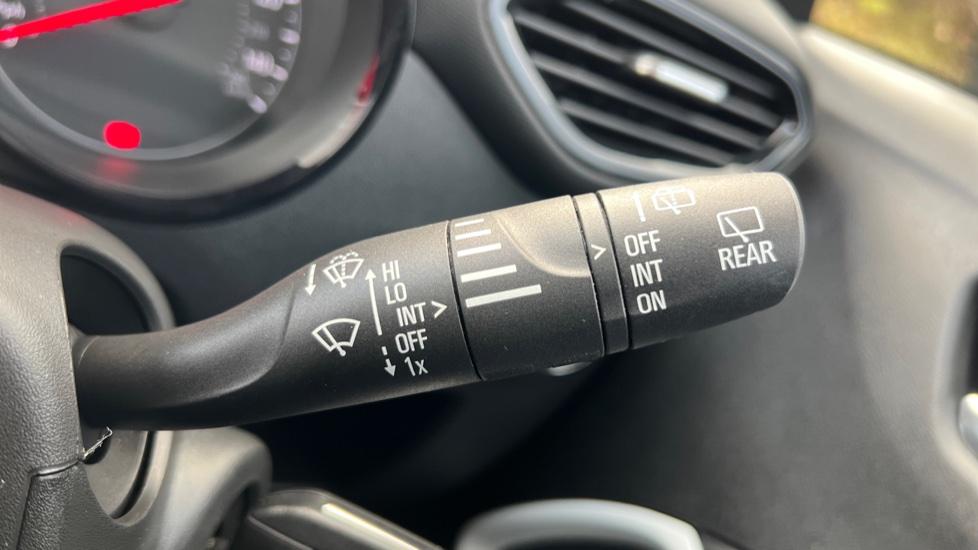 HI
LO
INT >
OFF
1x
>
OFF
INT
ON
REAR